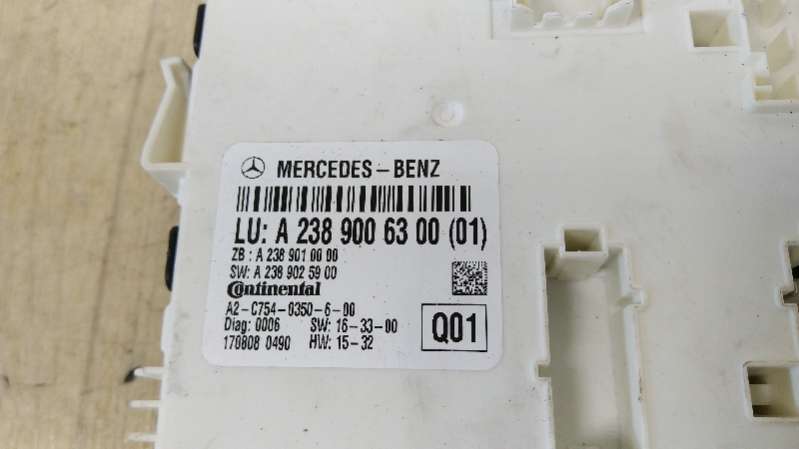 MERCEDES-BENZ
LU: A 238 900 63 00 (01)
ZB : A 238 901 00 00
SW: A 238 902 59 00
Continental
A2-C754-0350-6-00
Diag: 0006 SW: 16-33-00
170808 0490 HW: 15-32
Q01